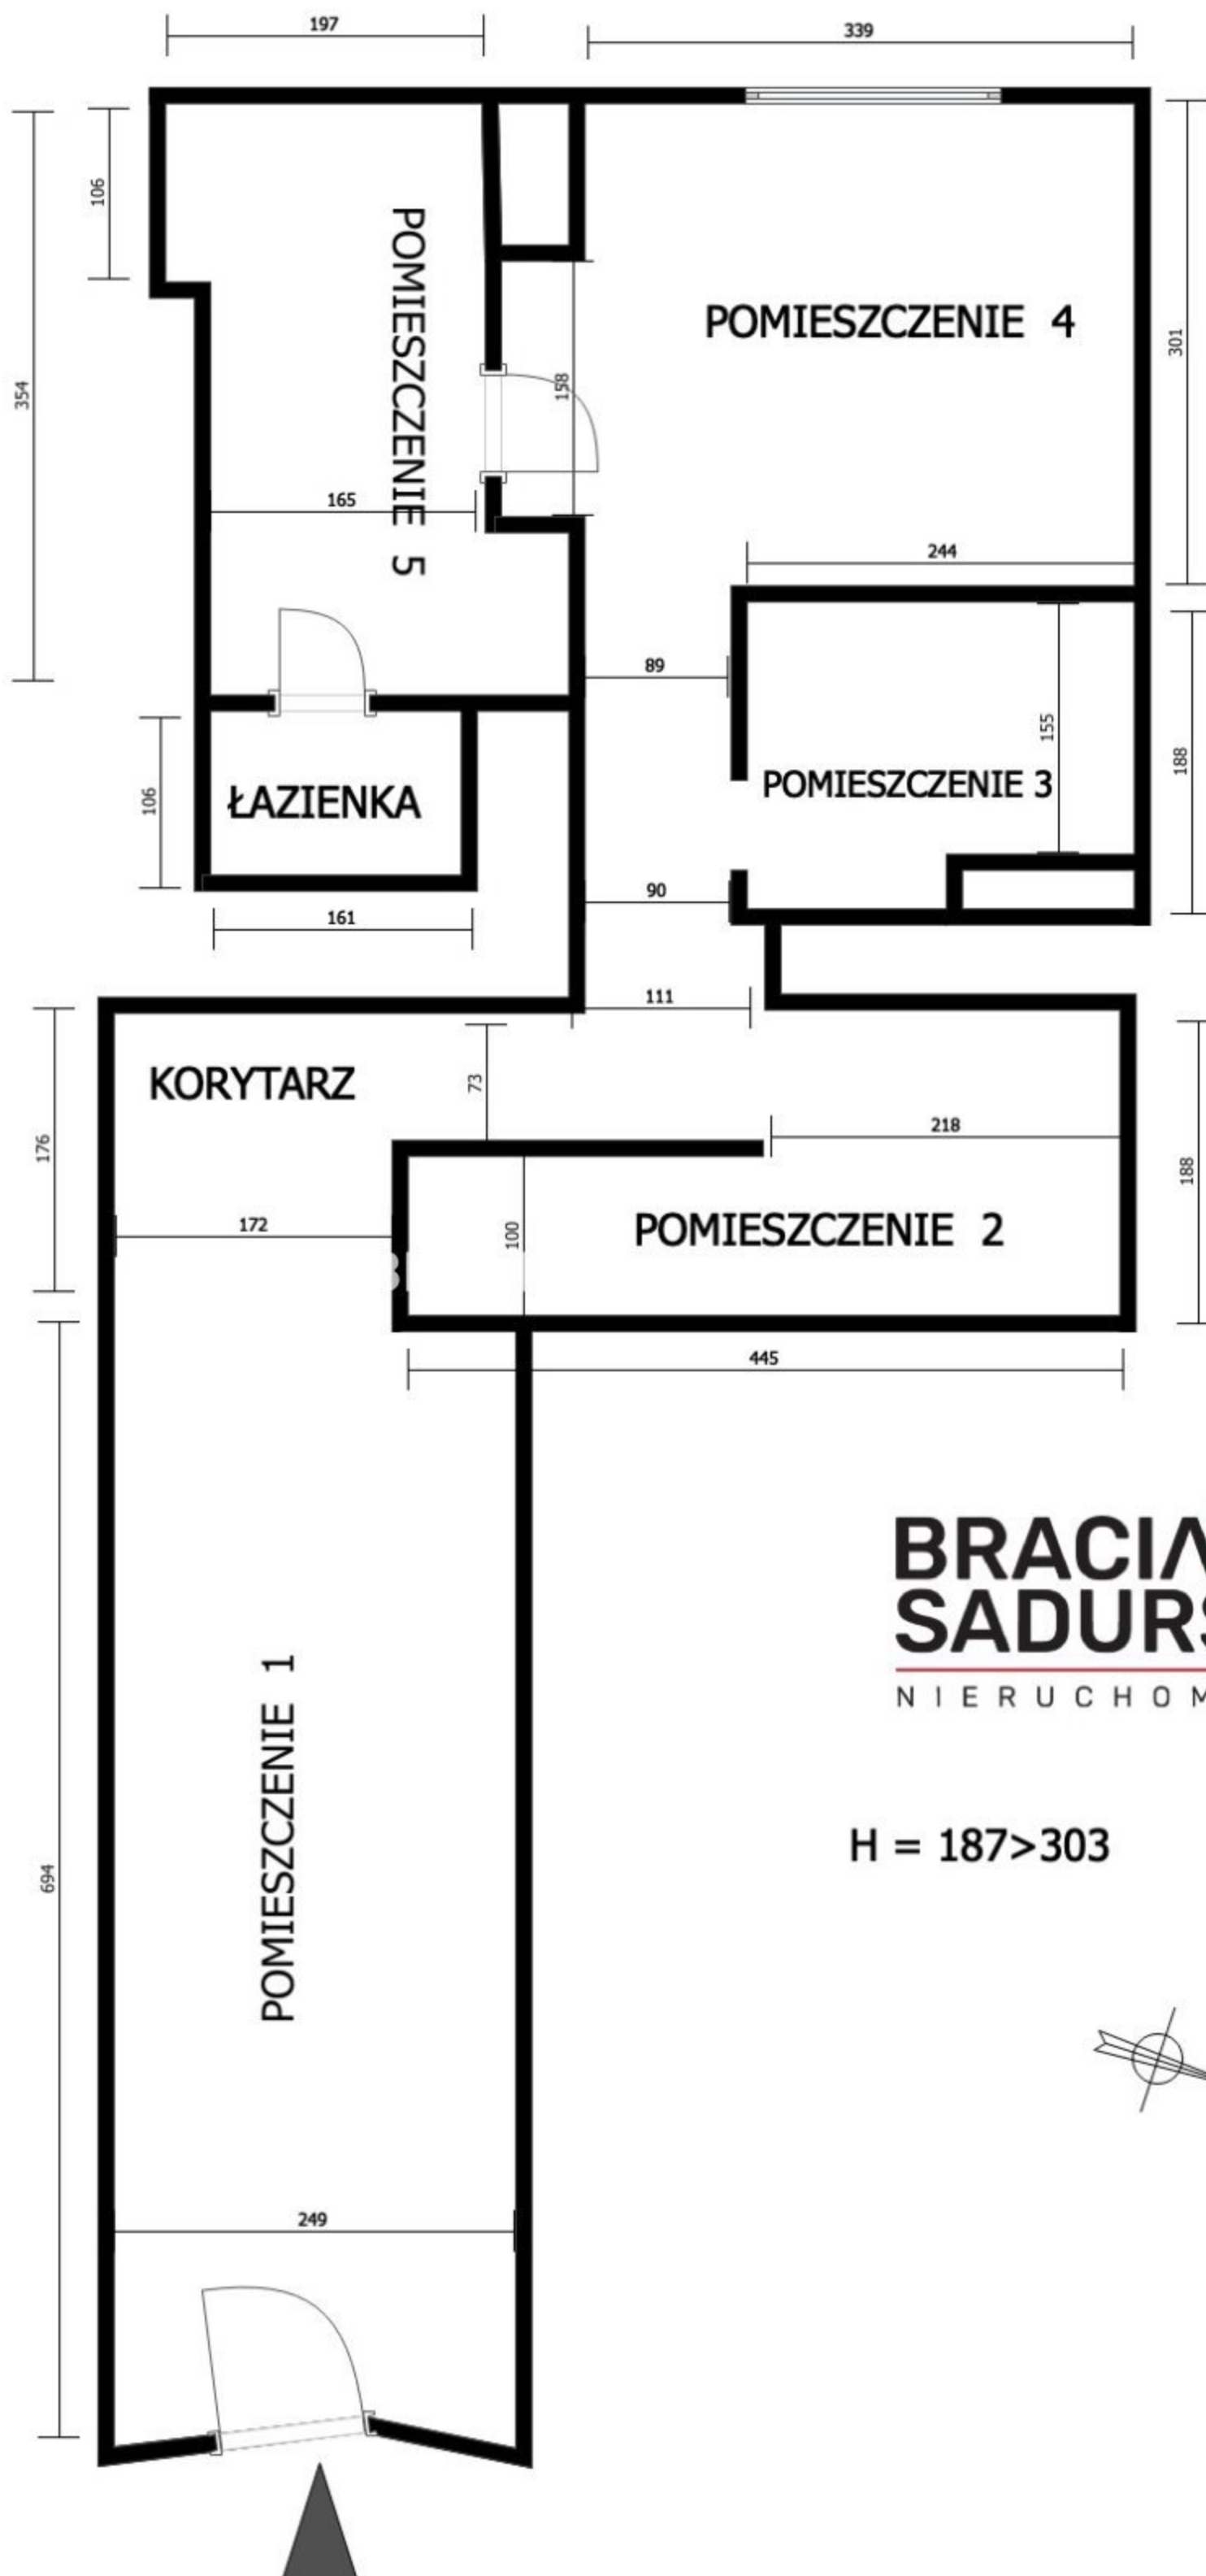 197
339
106
354
POMIESZCZENIE 5
158
POMIESZCZENIE 4
301
165
244
89
155
188
POMIESZCZENIE 3
106
ŁAZIENKA
90
161
111
KORYTARZ
73
176
218
188
172
100
POMIESZCZENIE 2
445
BRACIA
SADURS
NIERUCHOM
POMIESZCZENIE 1
H = 187>303
694
249